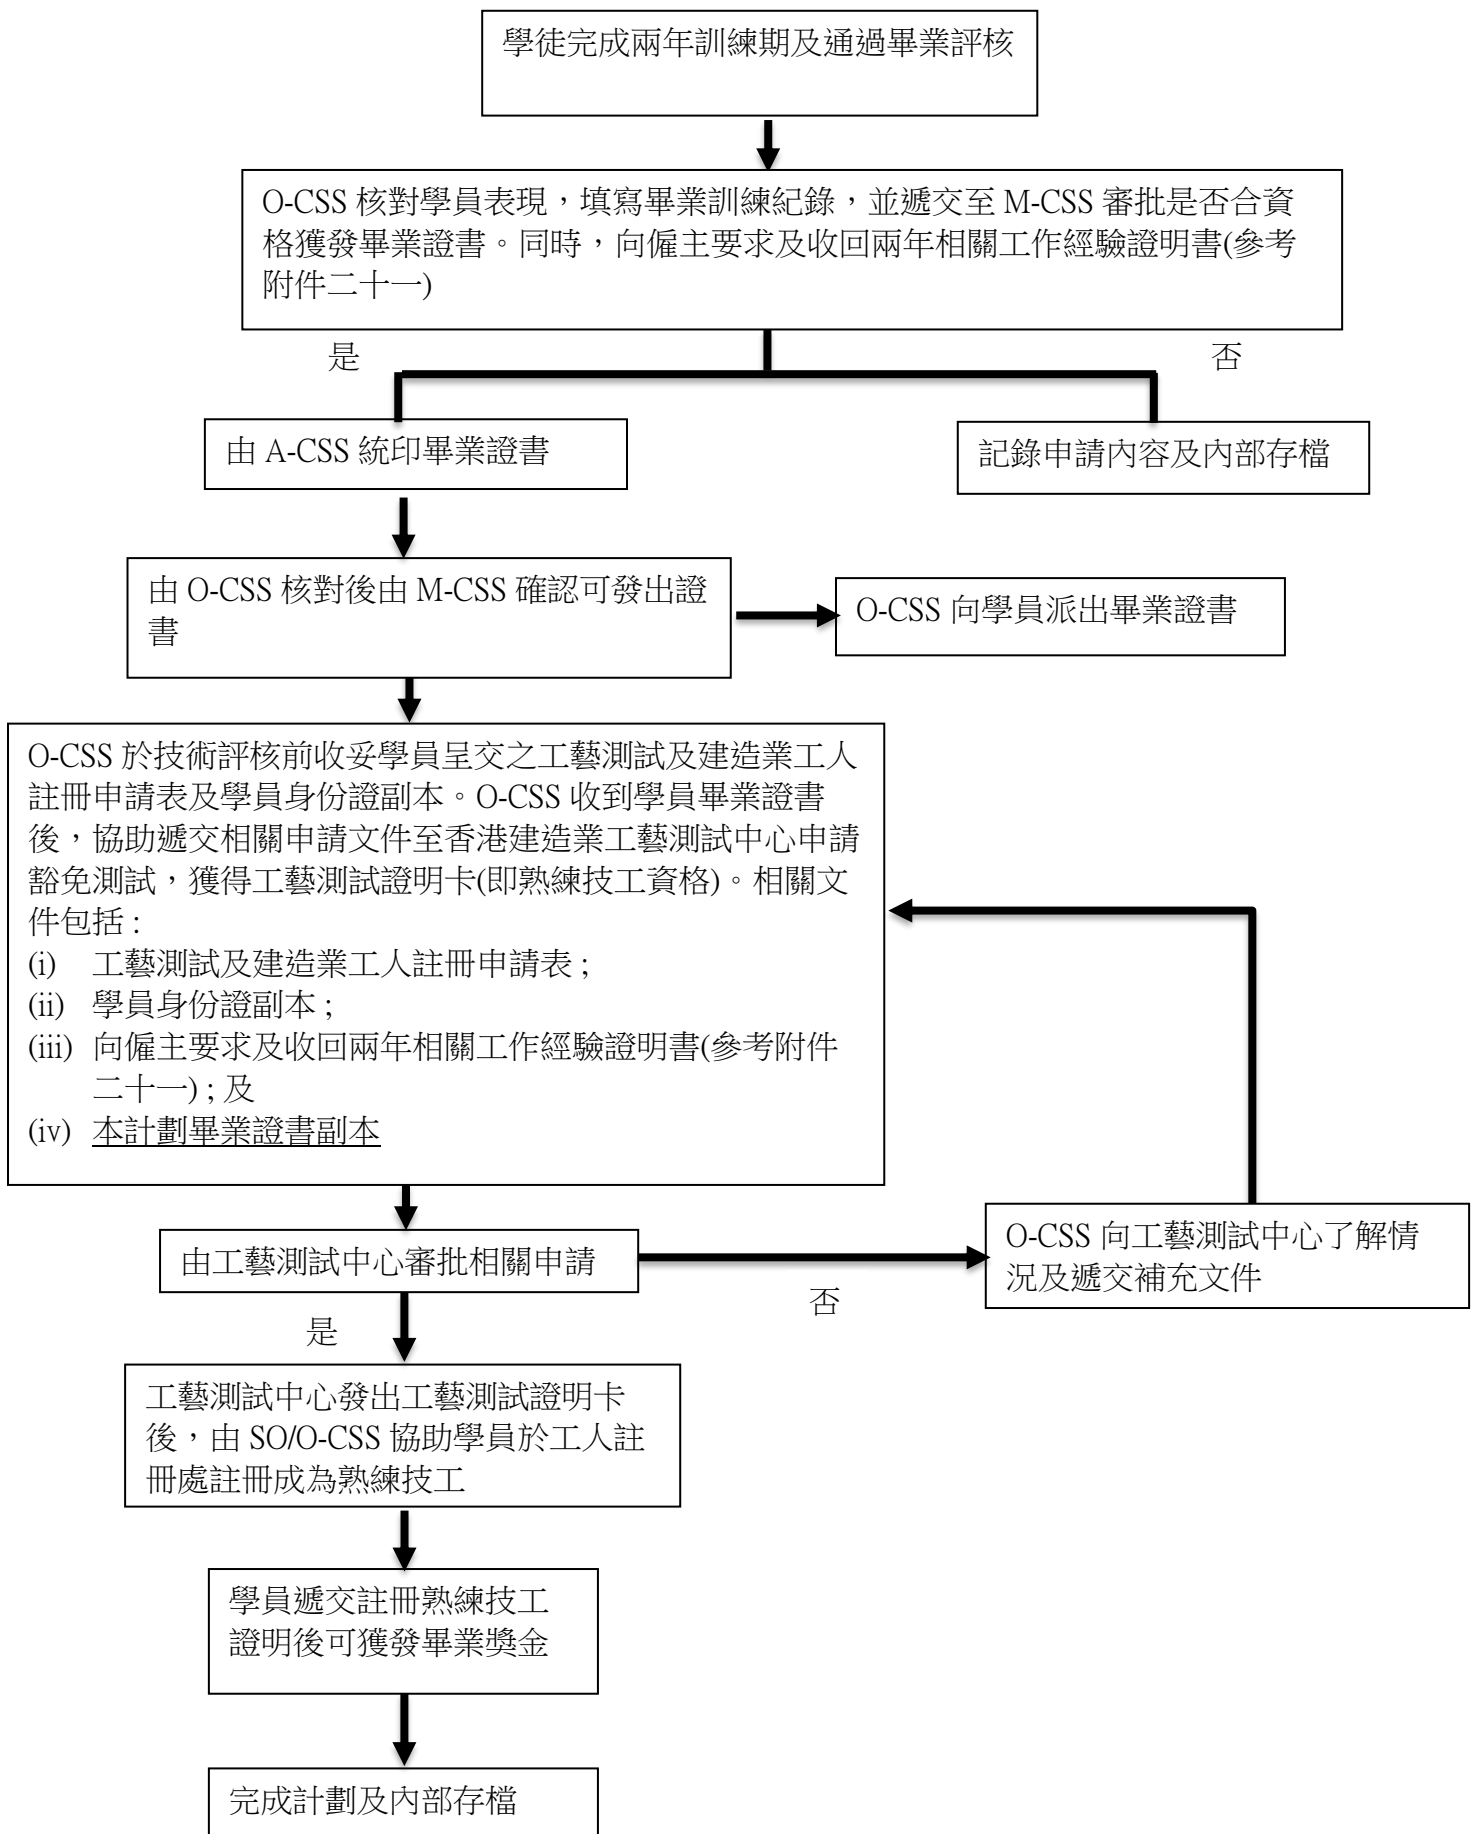 學徒完成兩年訓練期及通過畢業評核
O-CSS 核對學員表現，填寫畢業訓練紀錄，並遞交至 M-CSS 審批是否合資
格獲發畢業證書。同時，向僱主要求及收回兩年相關工作經驗證明書(參考
附件二十一)
是
否
由 A-CSS 統印畢業證書
記錄申請內容及內部存檔
由 O-CSS 核對後由 M-CSS 確認可發出證
書
O-CSS 向學員派出畢業證書
O-CSS 於技術評核前收妥學員呈交之工藝測試及建造業工人
註冊申請表及學員身份證副本。O-CSS 收到學員畢業證書
後，協助遞交相關申請文件至香港建造業工藝測試中心申請
豁免測試，獲得工藝測試證明卡(即熟練技工資格)。相關文
件包括 :
(i) 工藝測試及建造業工人註冊申請表 ;
(ii) 學員身份證副本 ;
(iii) 向僱主要求及收回兩年相關工作經驗證明書(參考附件
二十一) ; 及
(iv) 本計劃畢業證書副本
由工藝測試中心審批相關申請
O-CSS 向工藝測試中心了解情
況及遞交補充文件
否
是
工藝測試中心發出工藝測試證明卡
後，由 SO/O-CSS 協助學員於工人註
冊處註冊成為熟練技工
學員遞交註冊熟練技工
證明後可獲發畢業獎金
完成計劃及內部存檔